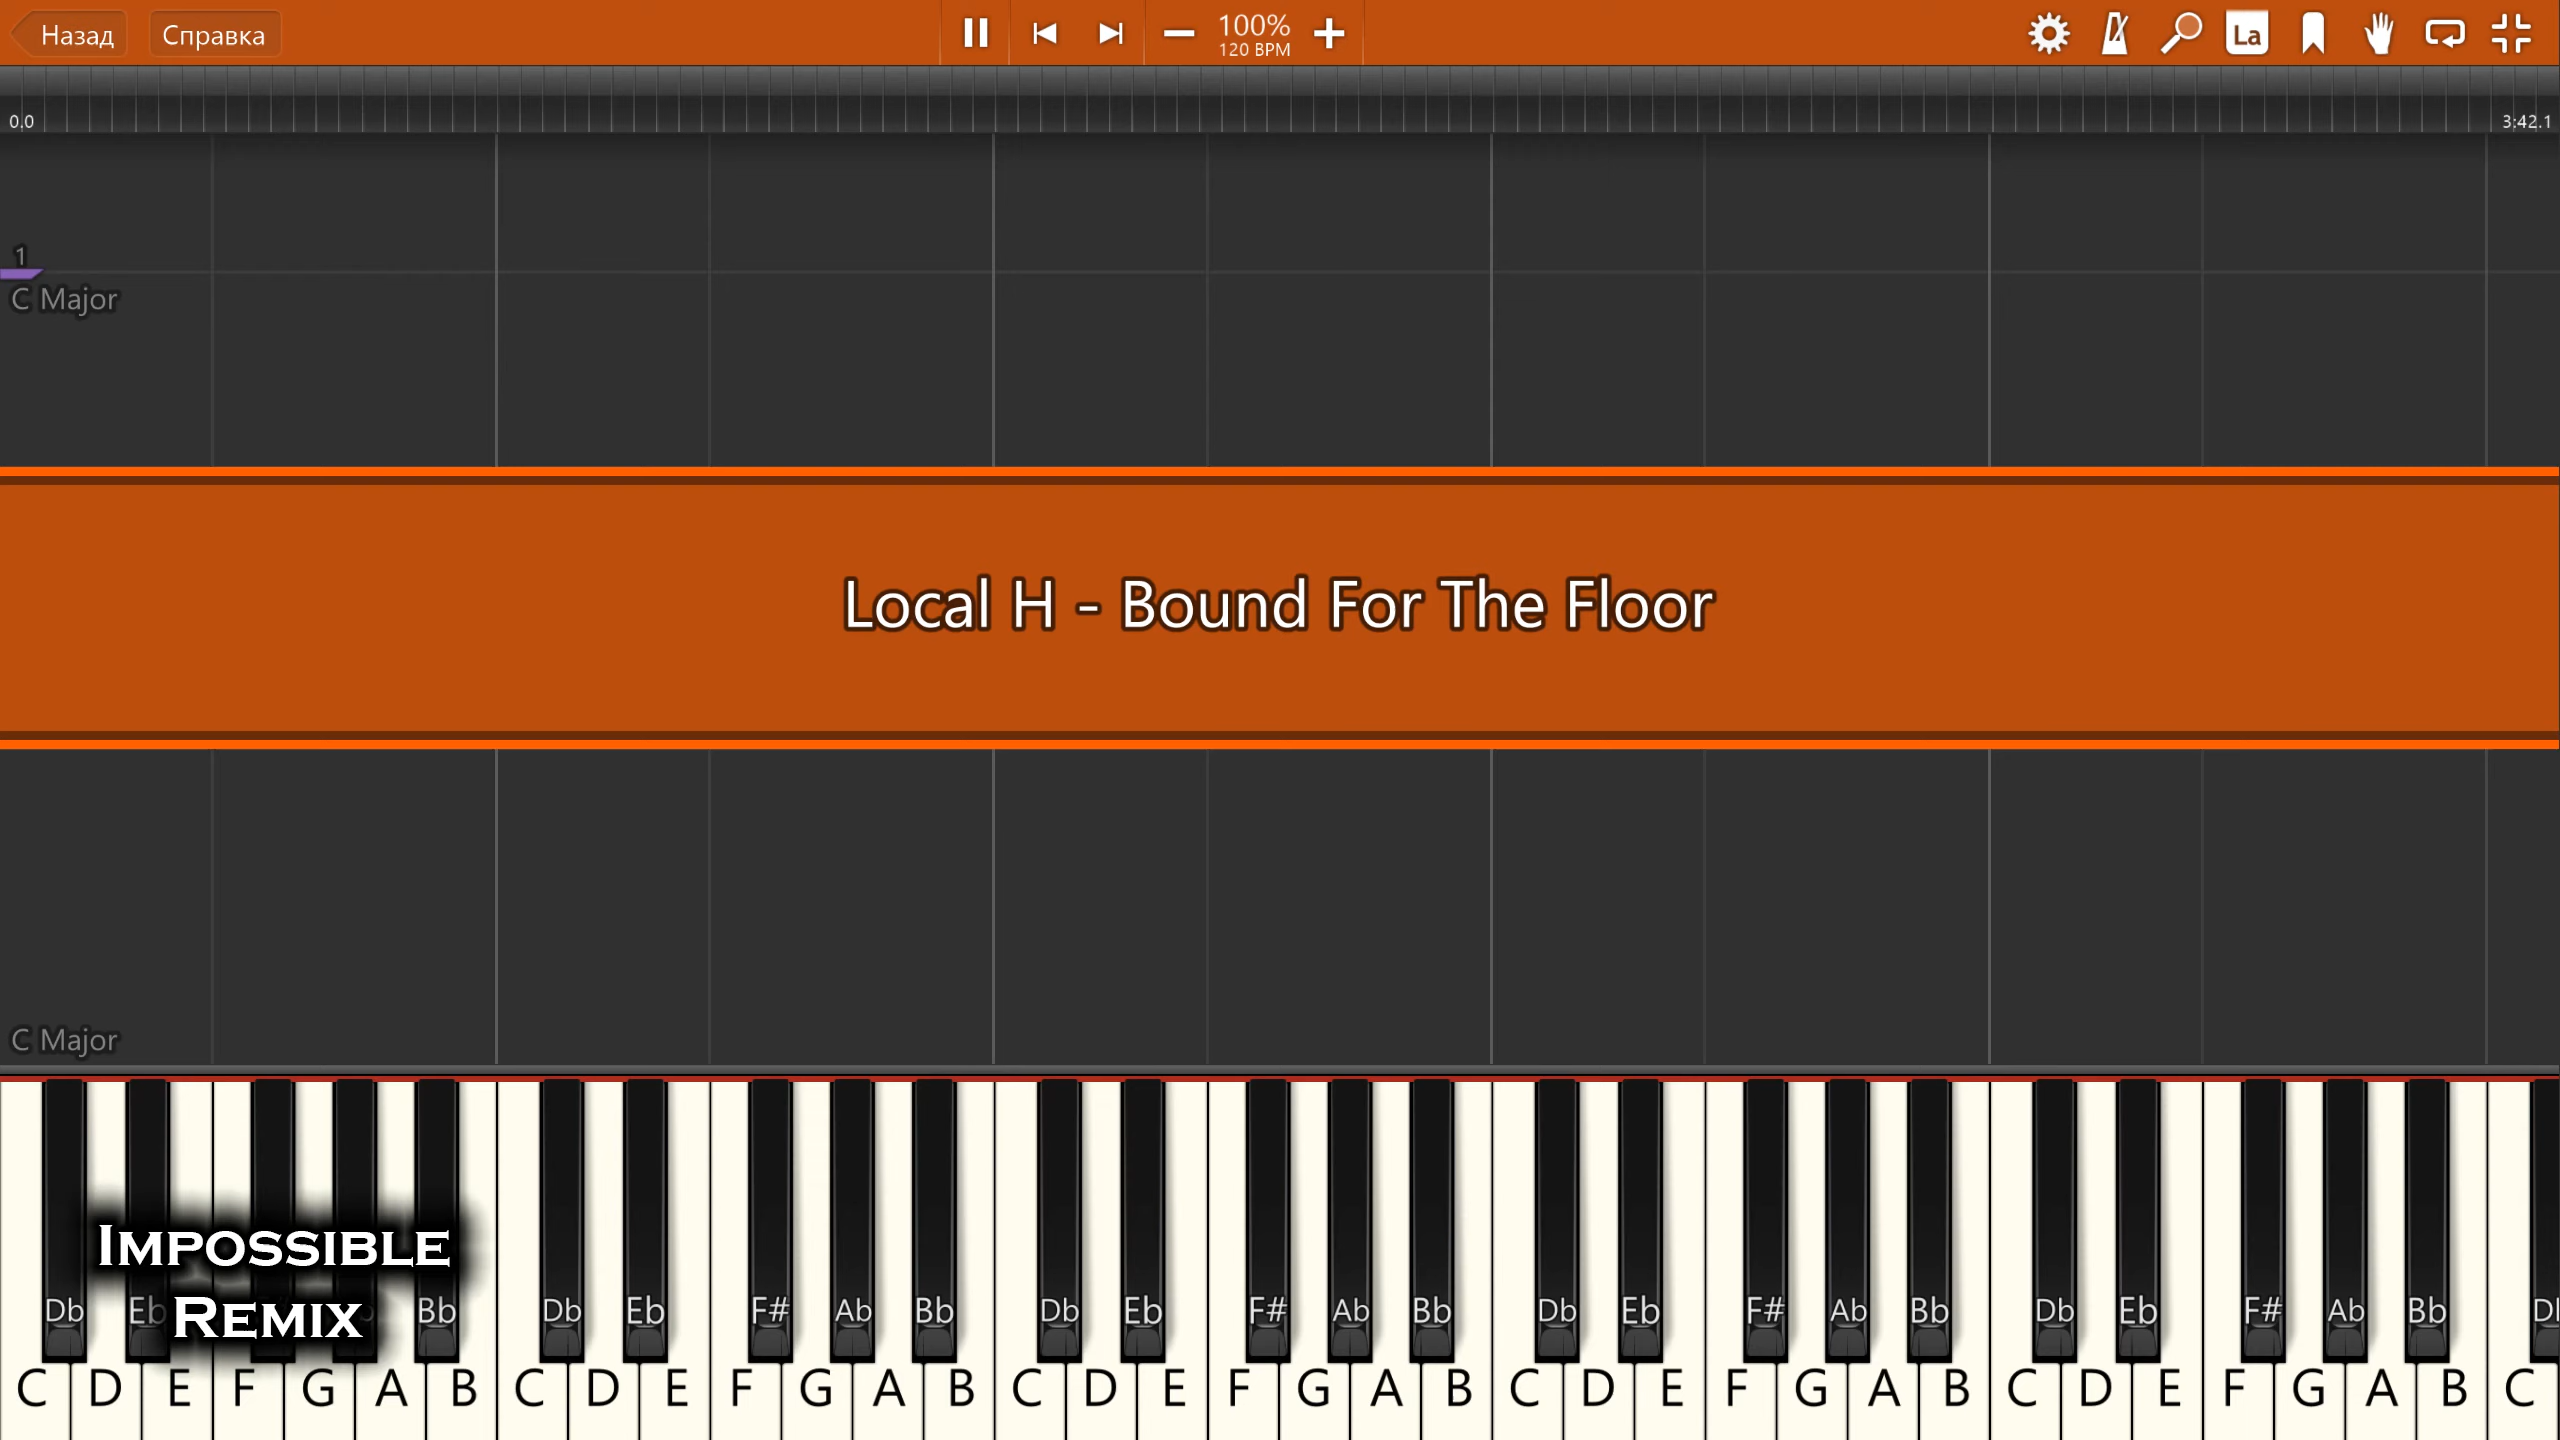 Назад Справка 100% La
120 BPM
0.0 3:42.1
1
C Major
Local H - Bound For The Floor
C Major
Impossible
Remix
Db Eb Bb Db Eb F# Ab Bb Db Eb F# Ab Bb Db Eb F# Ab Bb Db Eb F# Ab Bb
C D E F G A B C D E F G A B C D E F G A B C D E F G A B C D E F G A B C